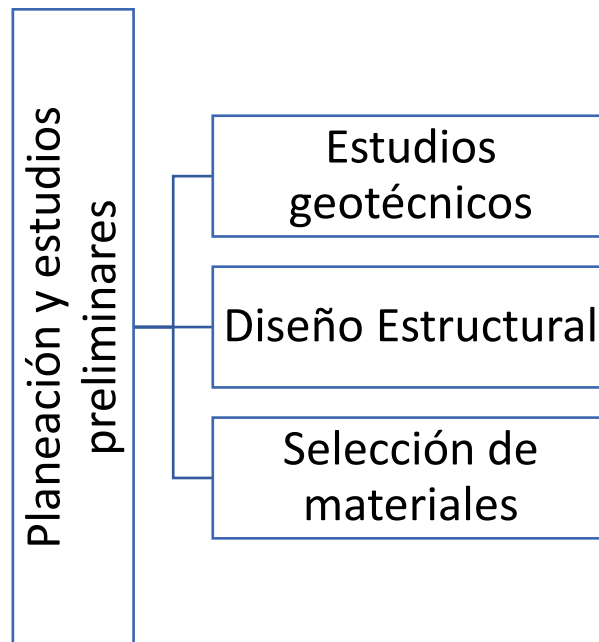 Planeación y estudios
preliminares
Estudios
geotécnicos
Diseño Estructural
Selección de
materiales